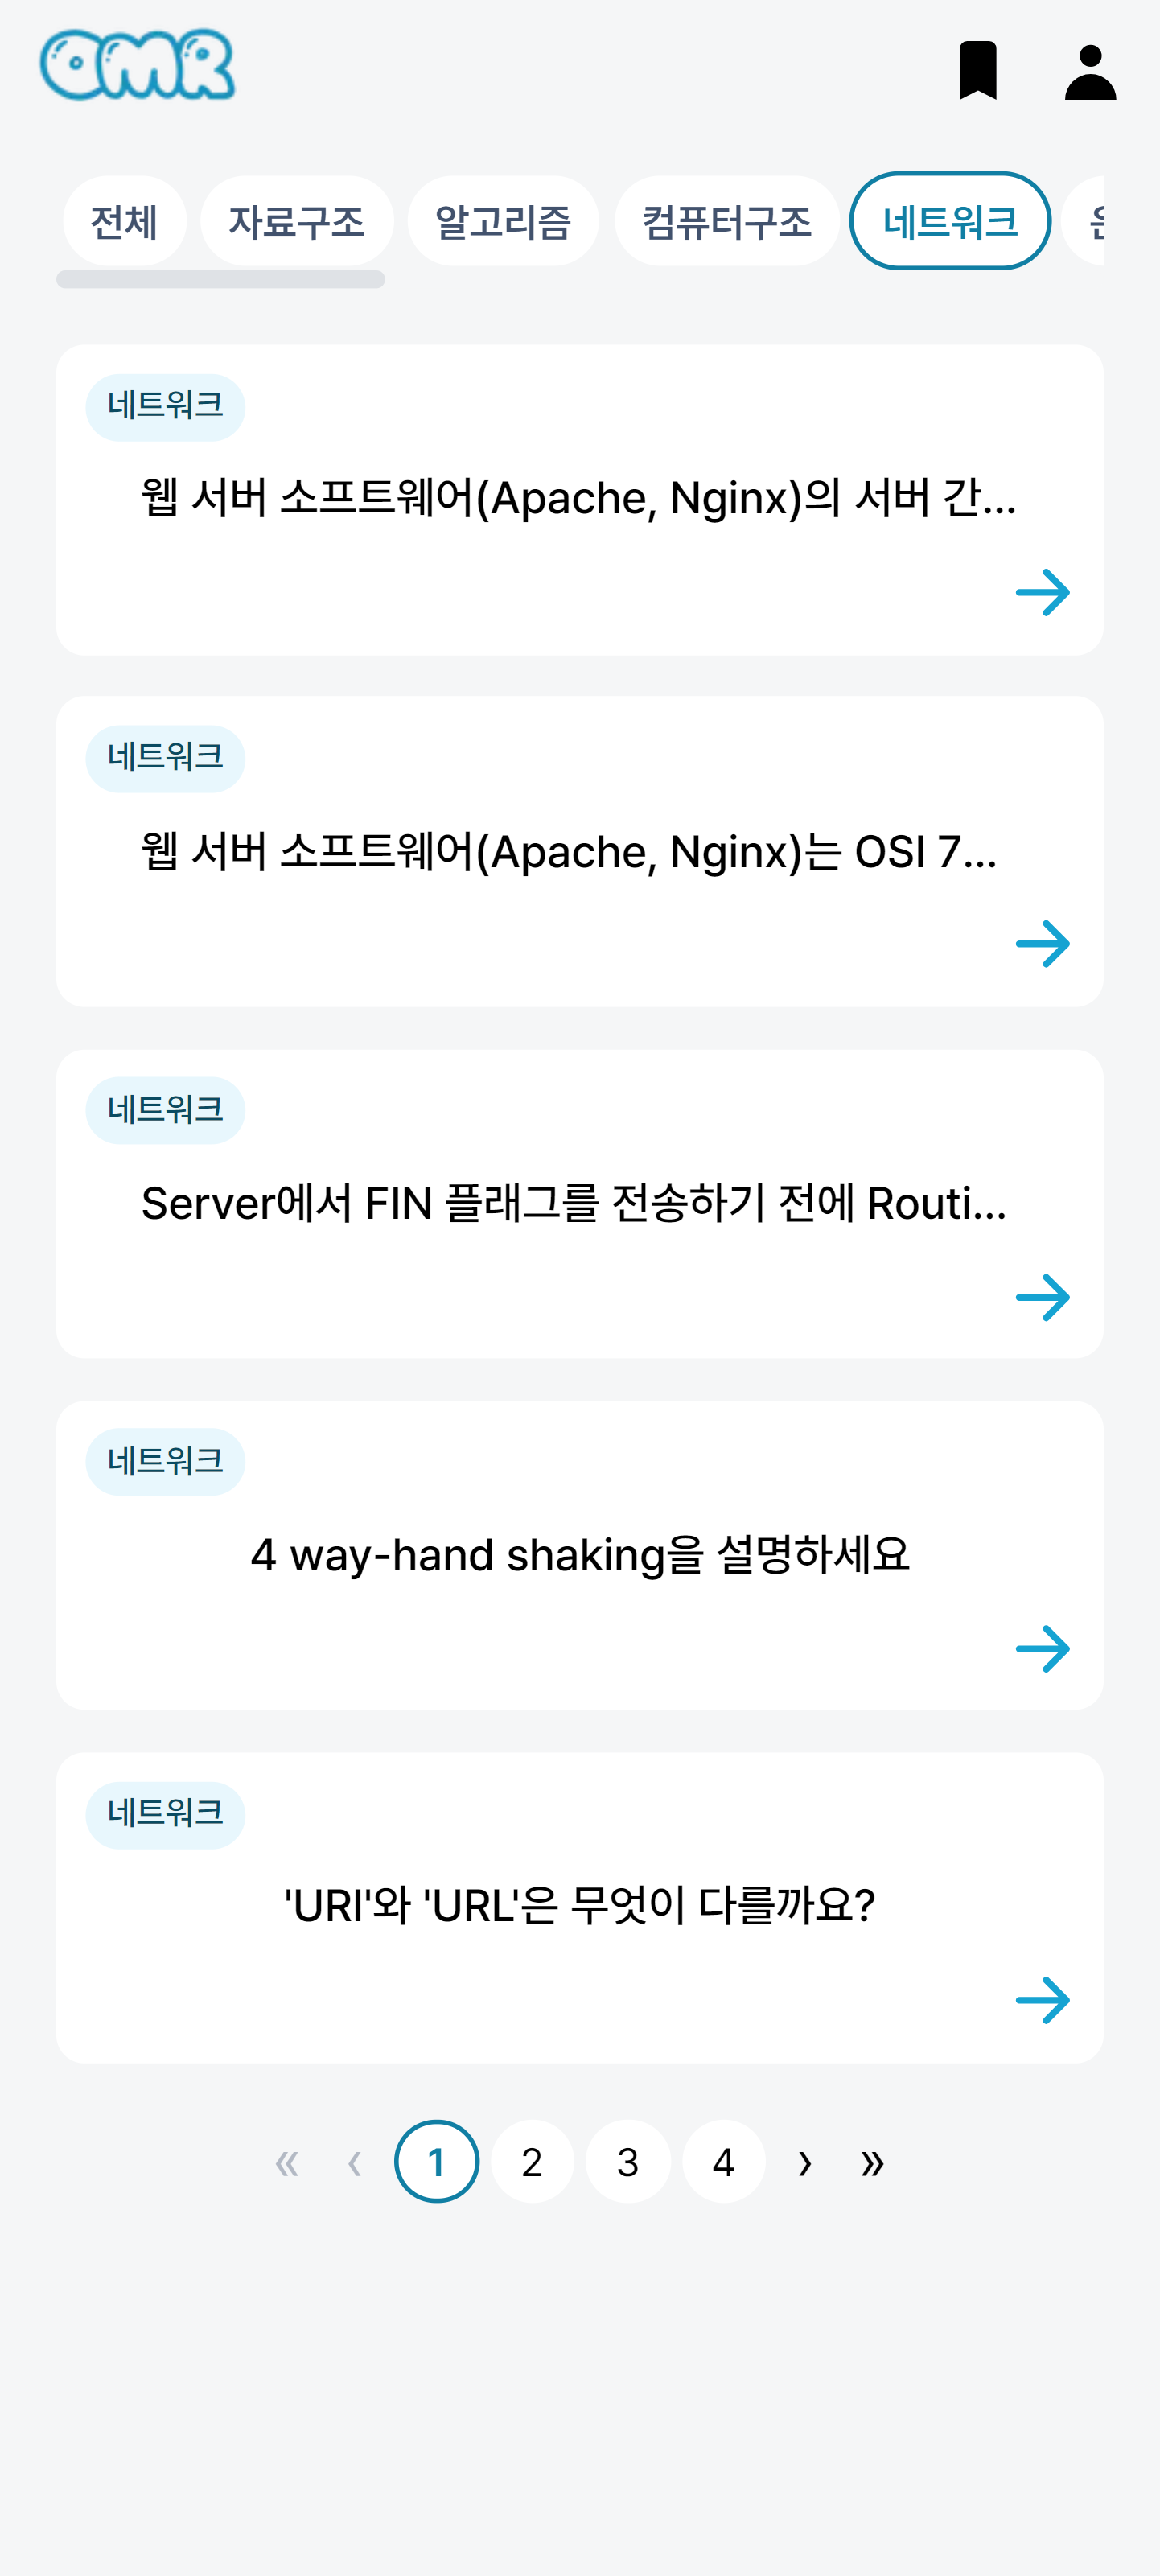 OMR
전체 자료구조 알고리즘 컴퓨터구조 네트워크
네트워크
웹 서버 소프트웨어(Apache, Nginx)의 서버 간...
네트워크
웹 서버 소프트웨어(Apache, Nginx)는 OSI 7...
네트워크
Server에서 FIN 플래그를 전송하기 전에 Routi...
네트워크
4 way-hand shaking을 설명하세요
네트워크
'URI'와 'URL'은 무엇이 다를까요?
« ‹ 1 2 3 4 › »